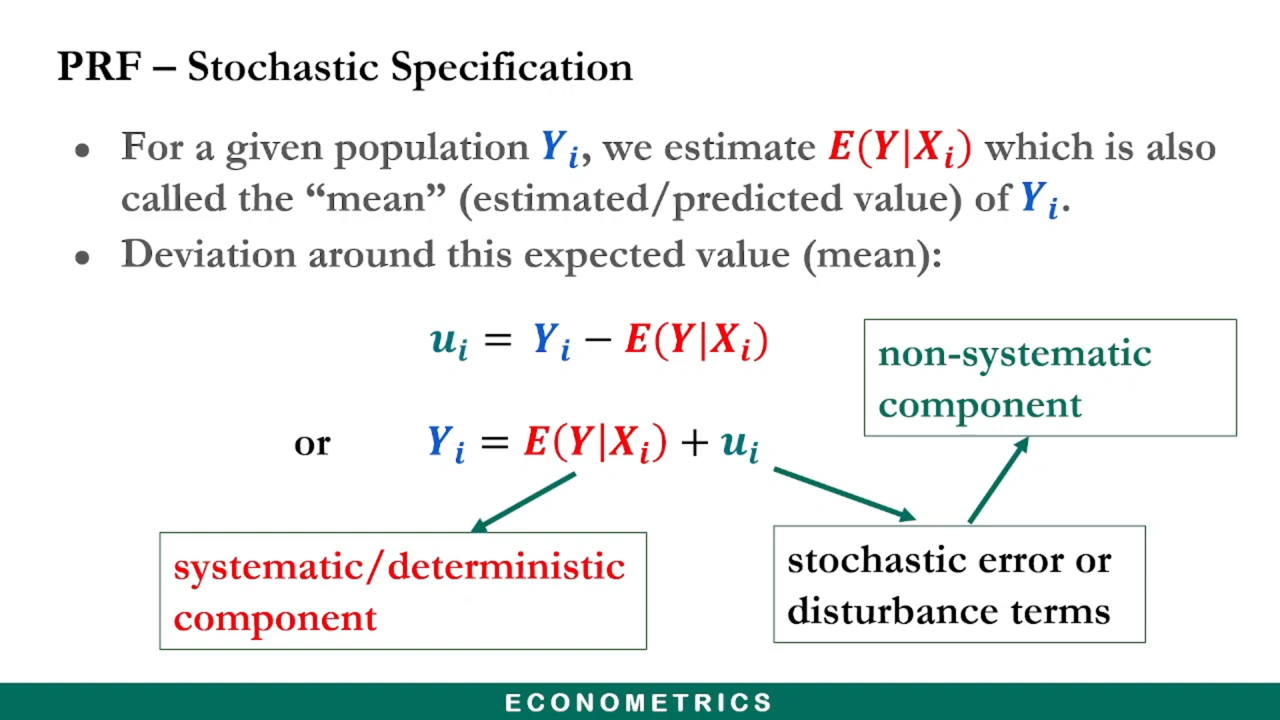 PRF – Stochastic Specification
• For a given population Yᵢ, we estimate E(Y|Xᵢ) which is also
called the “mean” (estimated/predicted value) of Yᵢ.
• Deviation around this expected value (mean):
uᵢ = Yᵢ − E(Y|Xᵢ)
non-systematic
component
or Yᵢ = E(Y|Xᵢ) + uᵢ
systematic/deterministic
component
stochastic error or
disturbance terms
ECONOMETRICS